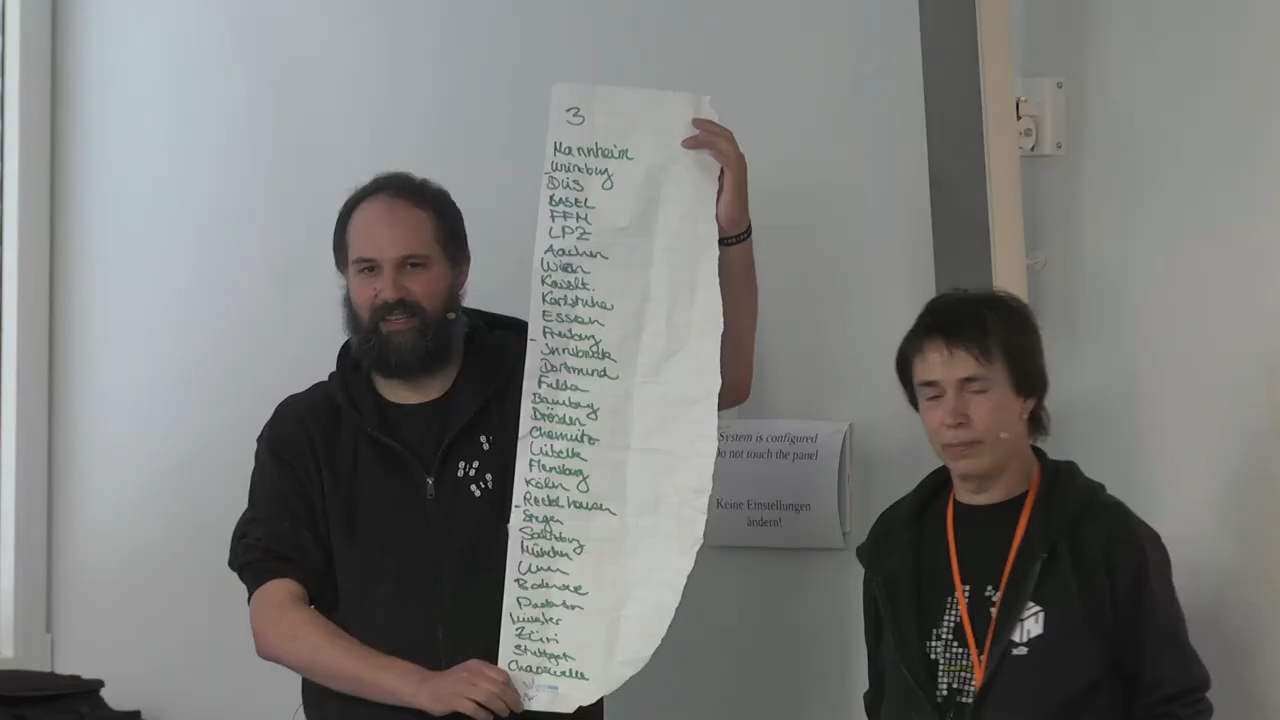 3
Mannheim
Würzburg
DUS
BASEL
FFM
LPZ
Aachen
Wien
Kaislt.
Karlsruhe
Essen
Freiburg
Innsbruck
Dortmund
Fulda
Bamberg
Dresden
Chemnitz
Lübeck
Flensburg
Köln
Siegen
Salzburg
München
Ulm
Bodensee
Paderborn
Münster
Züri
Stuttgart
System is configured
Do not touch the panel
Keine Einstellungen
ändern!